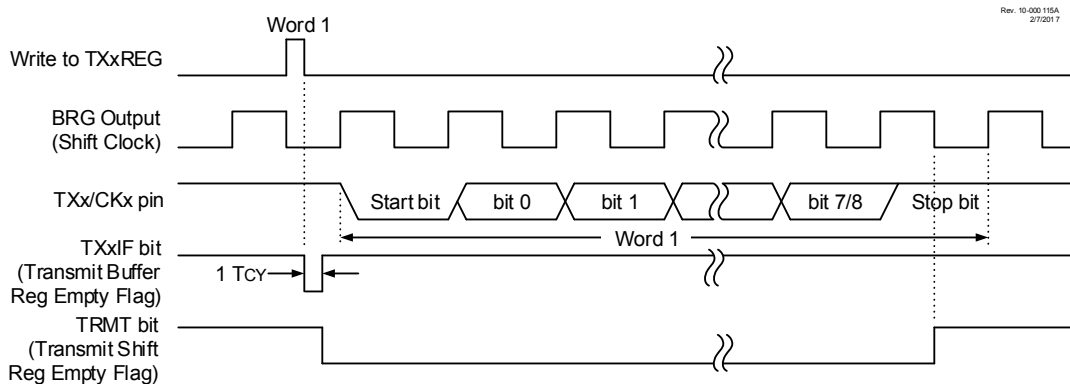 Rev. 10-000 115A
2/7/201 7
Word 1
Write to TXxREG
BRG Output
(Shift Clock)
TXx/CKx pin
Start bit
bit 0
bit 1
bit 7/8
Stop bit
Word 1
TXxIF bit
(Transmit Buffer
Reg Empty Flag)
1 TCY
TRMT bit
(Transmit Shift
Reg Empty Flag)